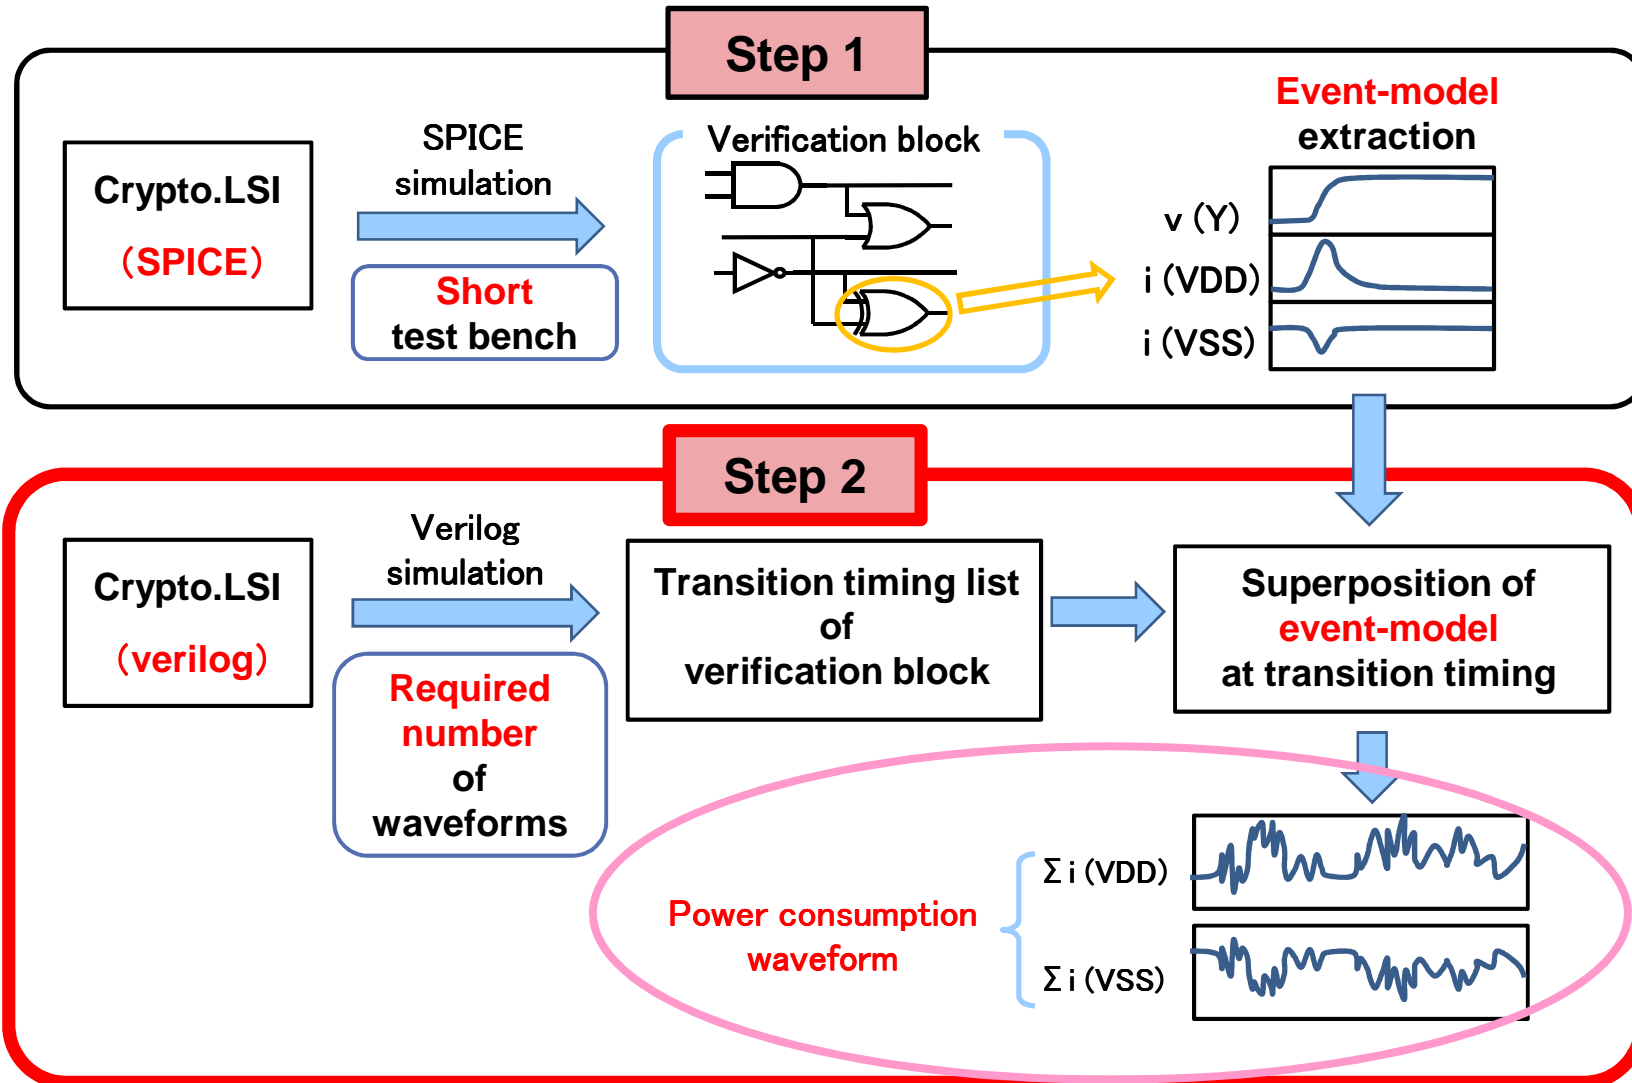 Step 1
Crypto.LSI
（SPICE）
SPICE
simulation
Short
test bench
Verification block
Event-model
extraction
v (Y)
i (VDD)
i (VSS)
Step 2
Crypto.LSI
（verilog）
Verilog
simulation
Required
number
of
waveforms
Transition timing list
of
verification block
Superposition of
event-model
at transition timing
Power consumption
waveform
Σ i (VDD)
Σ i (VSS)